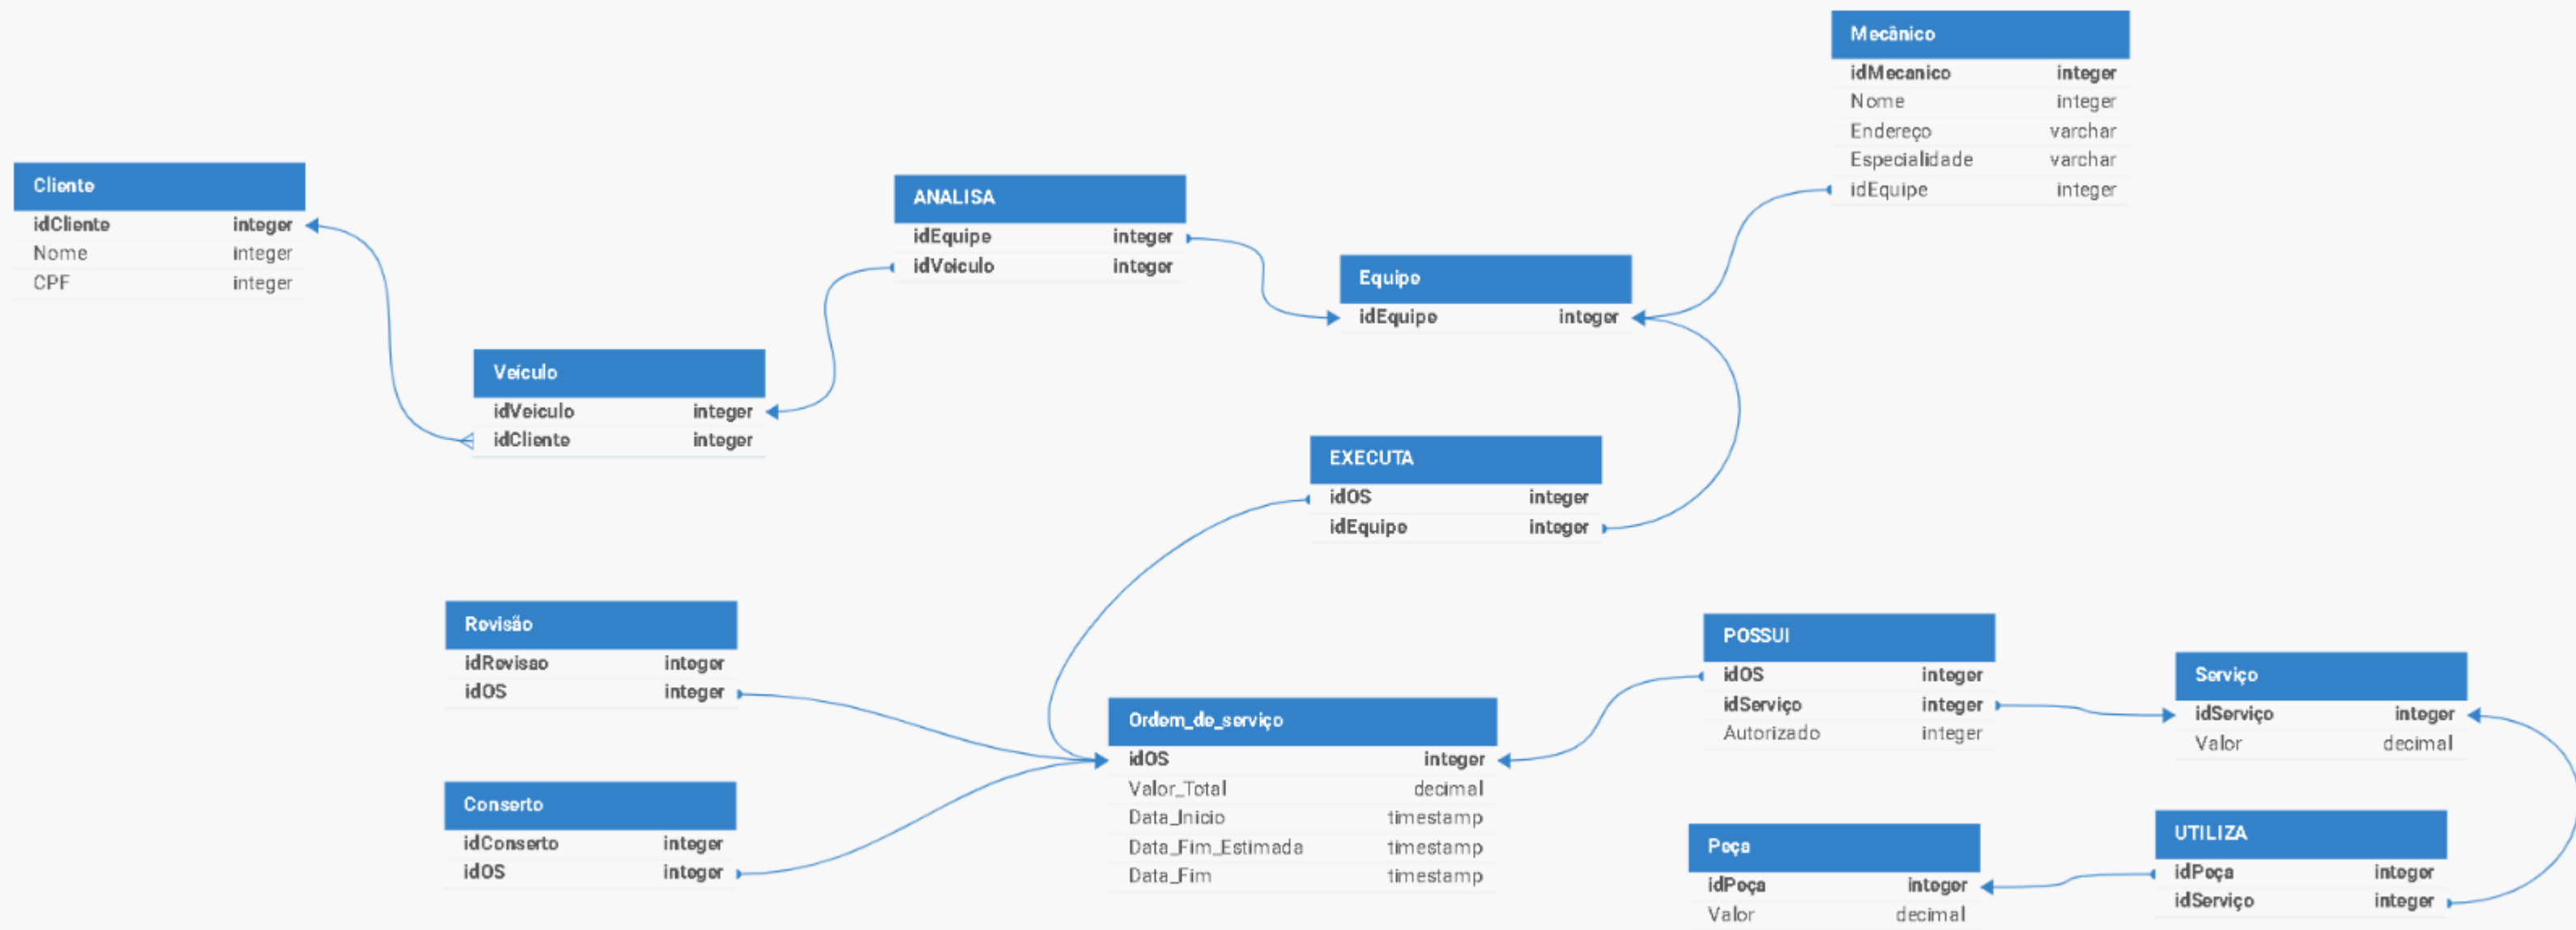 Mecânico
idMecanico integer
Nome integer
Endereço varchar
Especialidade varchar
idEquipe integer
Cliente
idCliente integer
Nome integer
CPF integer
ANALISA
idEquipe integer
idVeiculo integer
Equipe
idEquipe integer
Veículo
idVeiculo integer
idCliente integer
EXECUTA
idOS integer
idEquipe integer
Revisão
idRevisao integer
idOS integer
Conserto
idConserto integer
idOS integer
Ordem_de_serviço
idOS integer
Valor_Total decimal
Data_Inicio timestamp
Data_Fim_Estimada timestamp
Data_Fim timestamp
POSSUI
idOS integer
idServiço integer
Autorizado integer
Serviço
idServiço integer
Valor decimal
Peça
idPeça integer
Valor decimal
UTILIZA
idPeça integer
idServiço integer